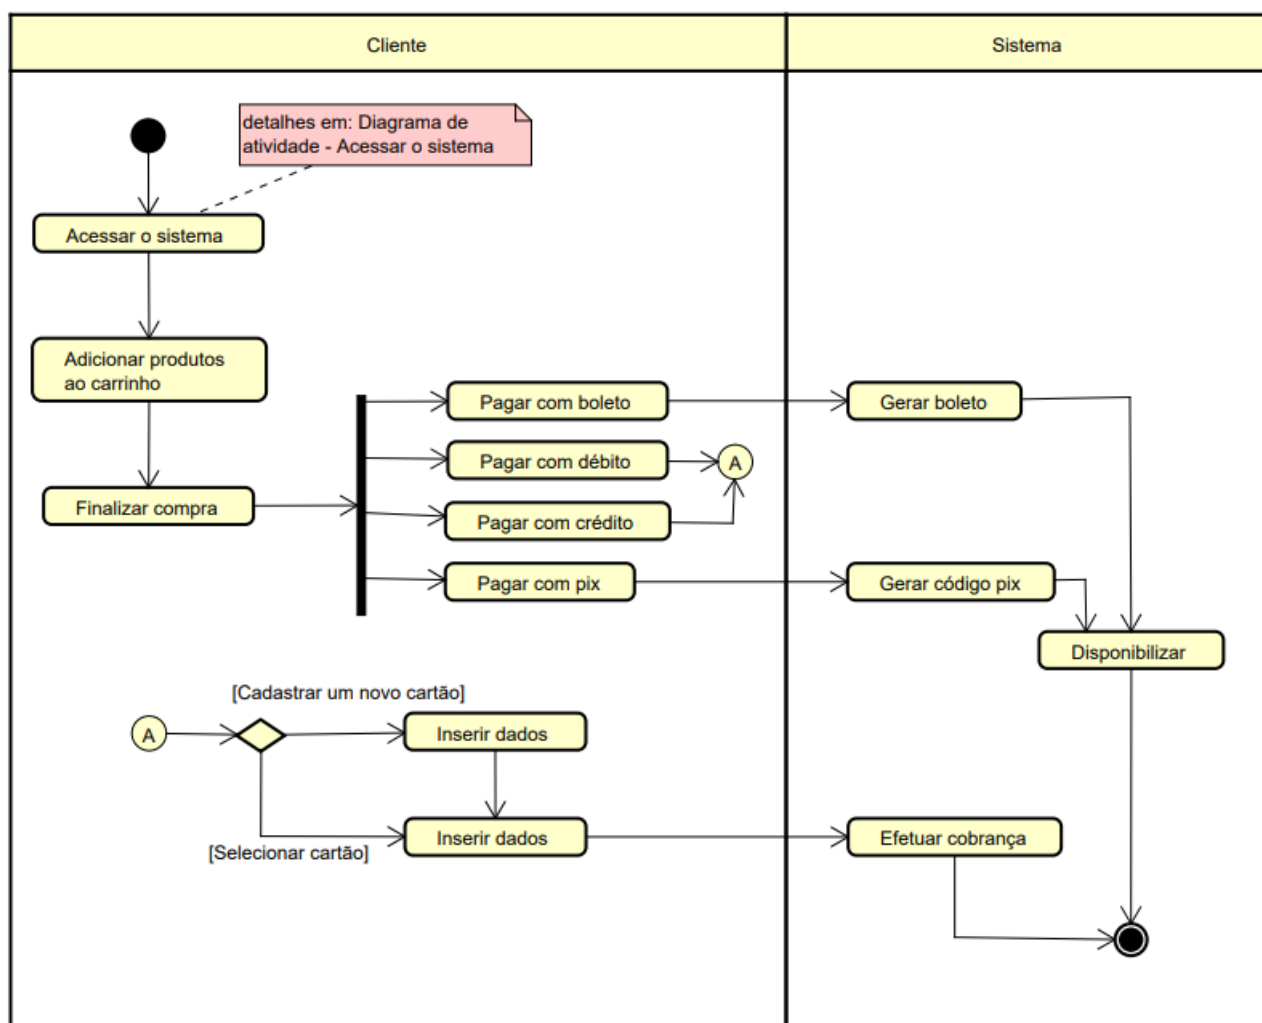 Cliente
Sistema
detalhes em: Diagrama de
atividade - Acessar o sistema
Acessar o sistema
Adicionar produtos
ao carrinho
Finalizar compra
Pagar com boleto
Gerar boleto
Pagar com débito
A
Pagar com crédito
Pagar com pix
Gerar código pix
Disponibilizar
[Cadastrar um novo cartão]
A
Inserir dados
Inserir dados
Efetuar cobrança
[Selecionar cartão]